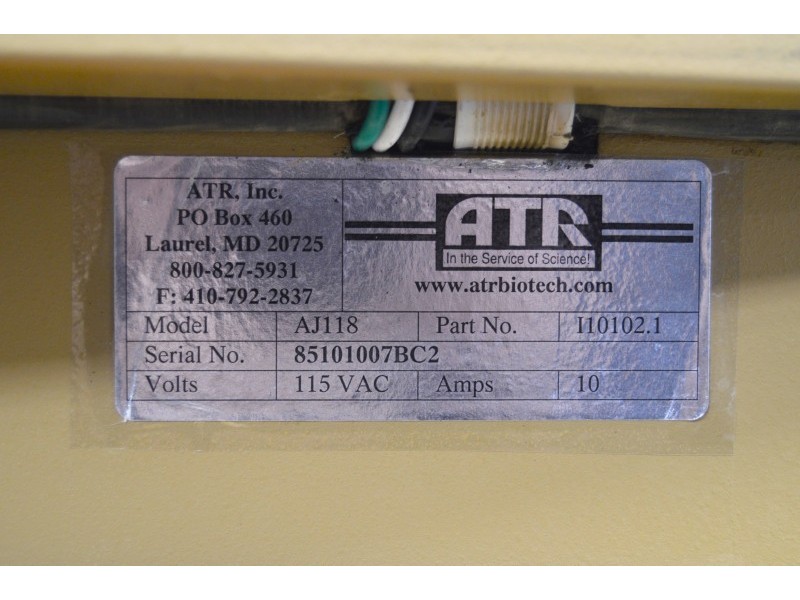 ATR, Inc.
PO Box 460
Laurel, MD 20725
800-827-5931
F: 410-792-2837
ATR
In the Service of Science!
www.atrbiotech.com
Model AJ118 Part No. I10102.1
Serial No. 85101007BC2
Volts 115 VAC Amps 10